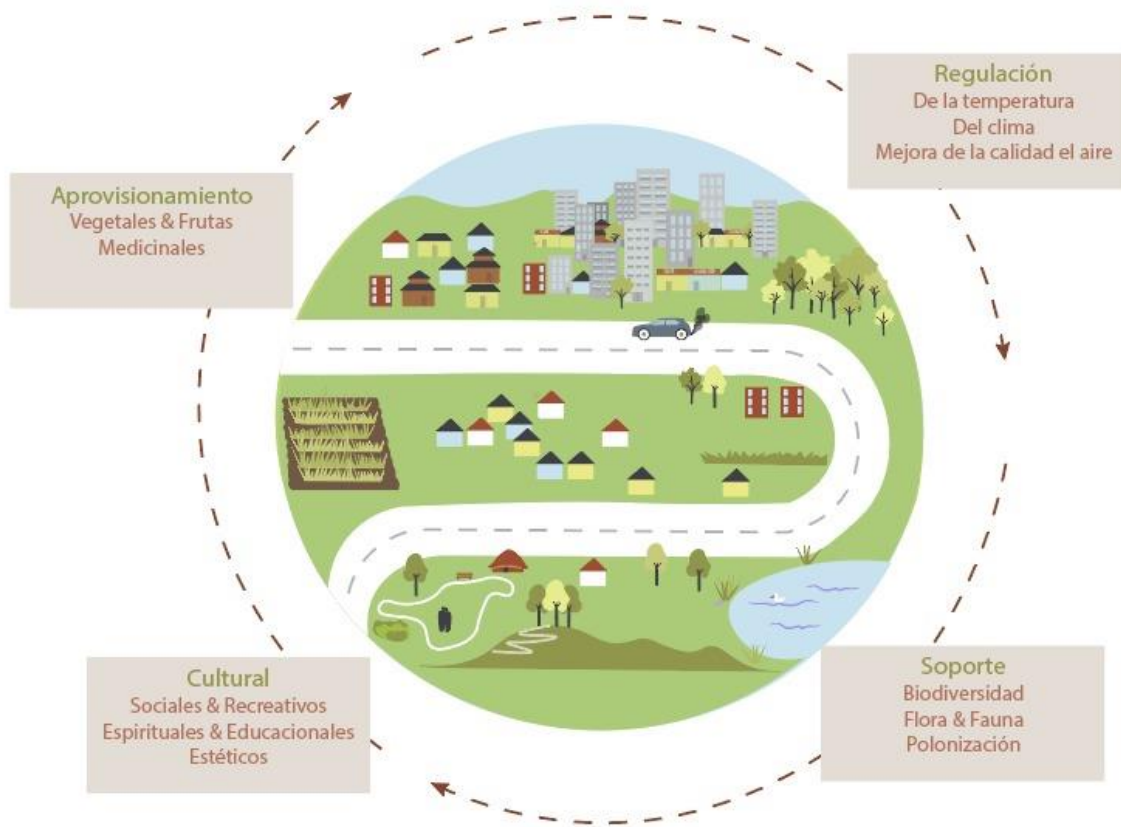 Regulación
De la temperatura
Del clima
Mejora de la calidad el aire
Aprovisionamiento
Vegetales & Frutas
Medicinales
Cultural
Sociales & Recreativos
Espirituales & Educacionales
Estéticos
Soporte
Biodiversidad
Flora & Fauna
Polonización